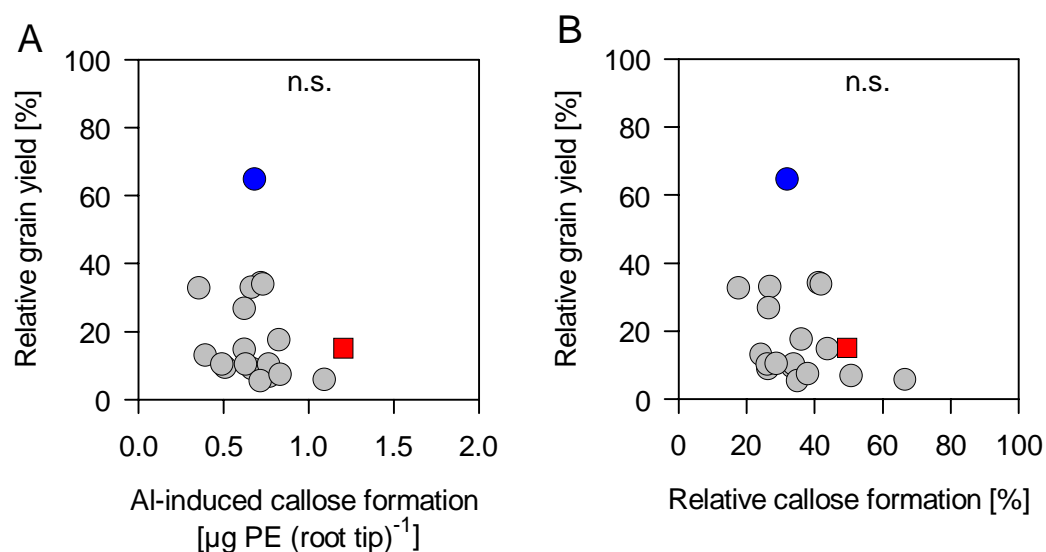 A
100
80
60
40
20
0
Relative grain yield [%]
n.s.
0.0 0.5 1.0 1.5 2.0
Al-induced callose formation
[µg PE (root tip)⁻¹]
B
100
80
60
40
20
0
Relative grain yield [%]
n.s.
0 20 40 60 80 100
Relative callose formation [%]